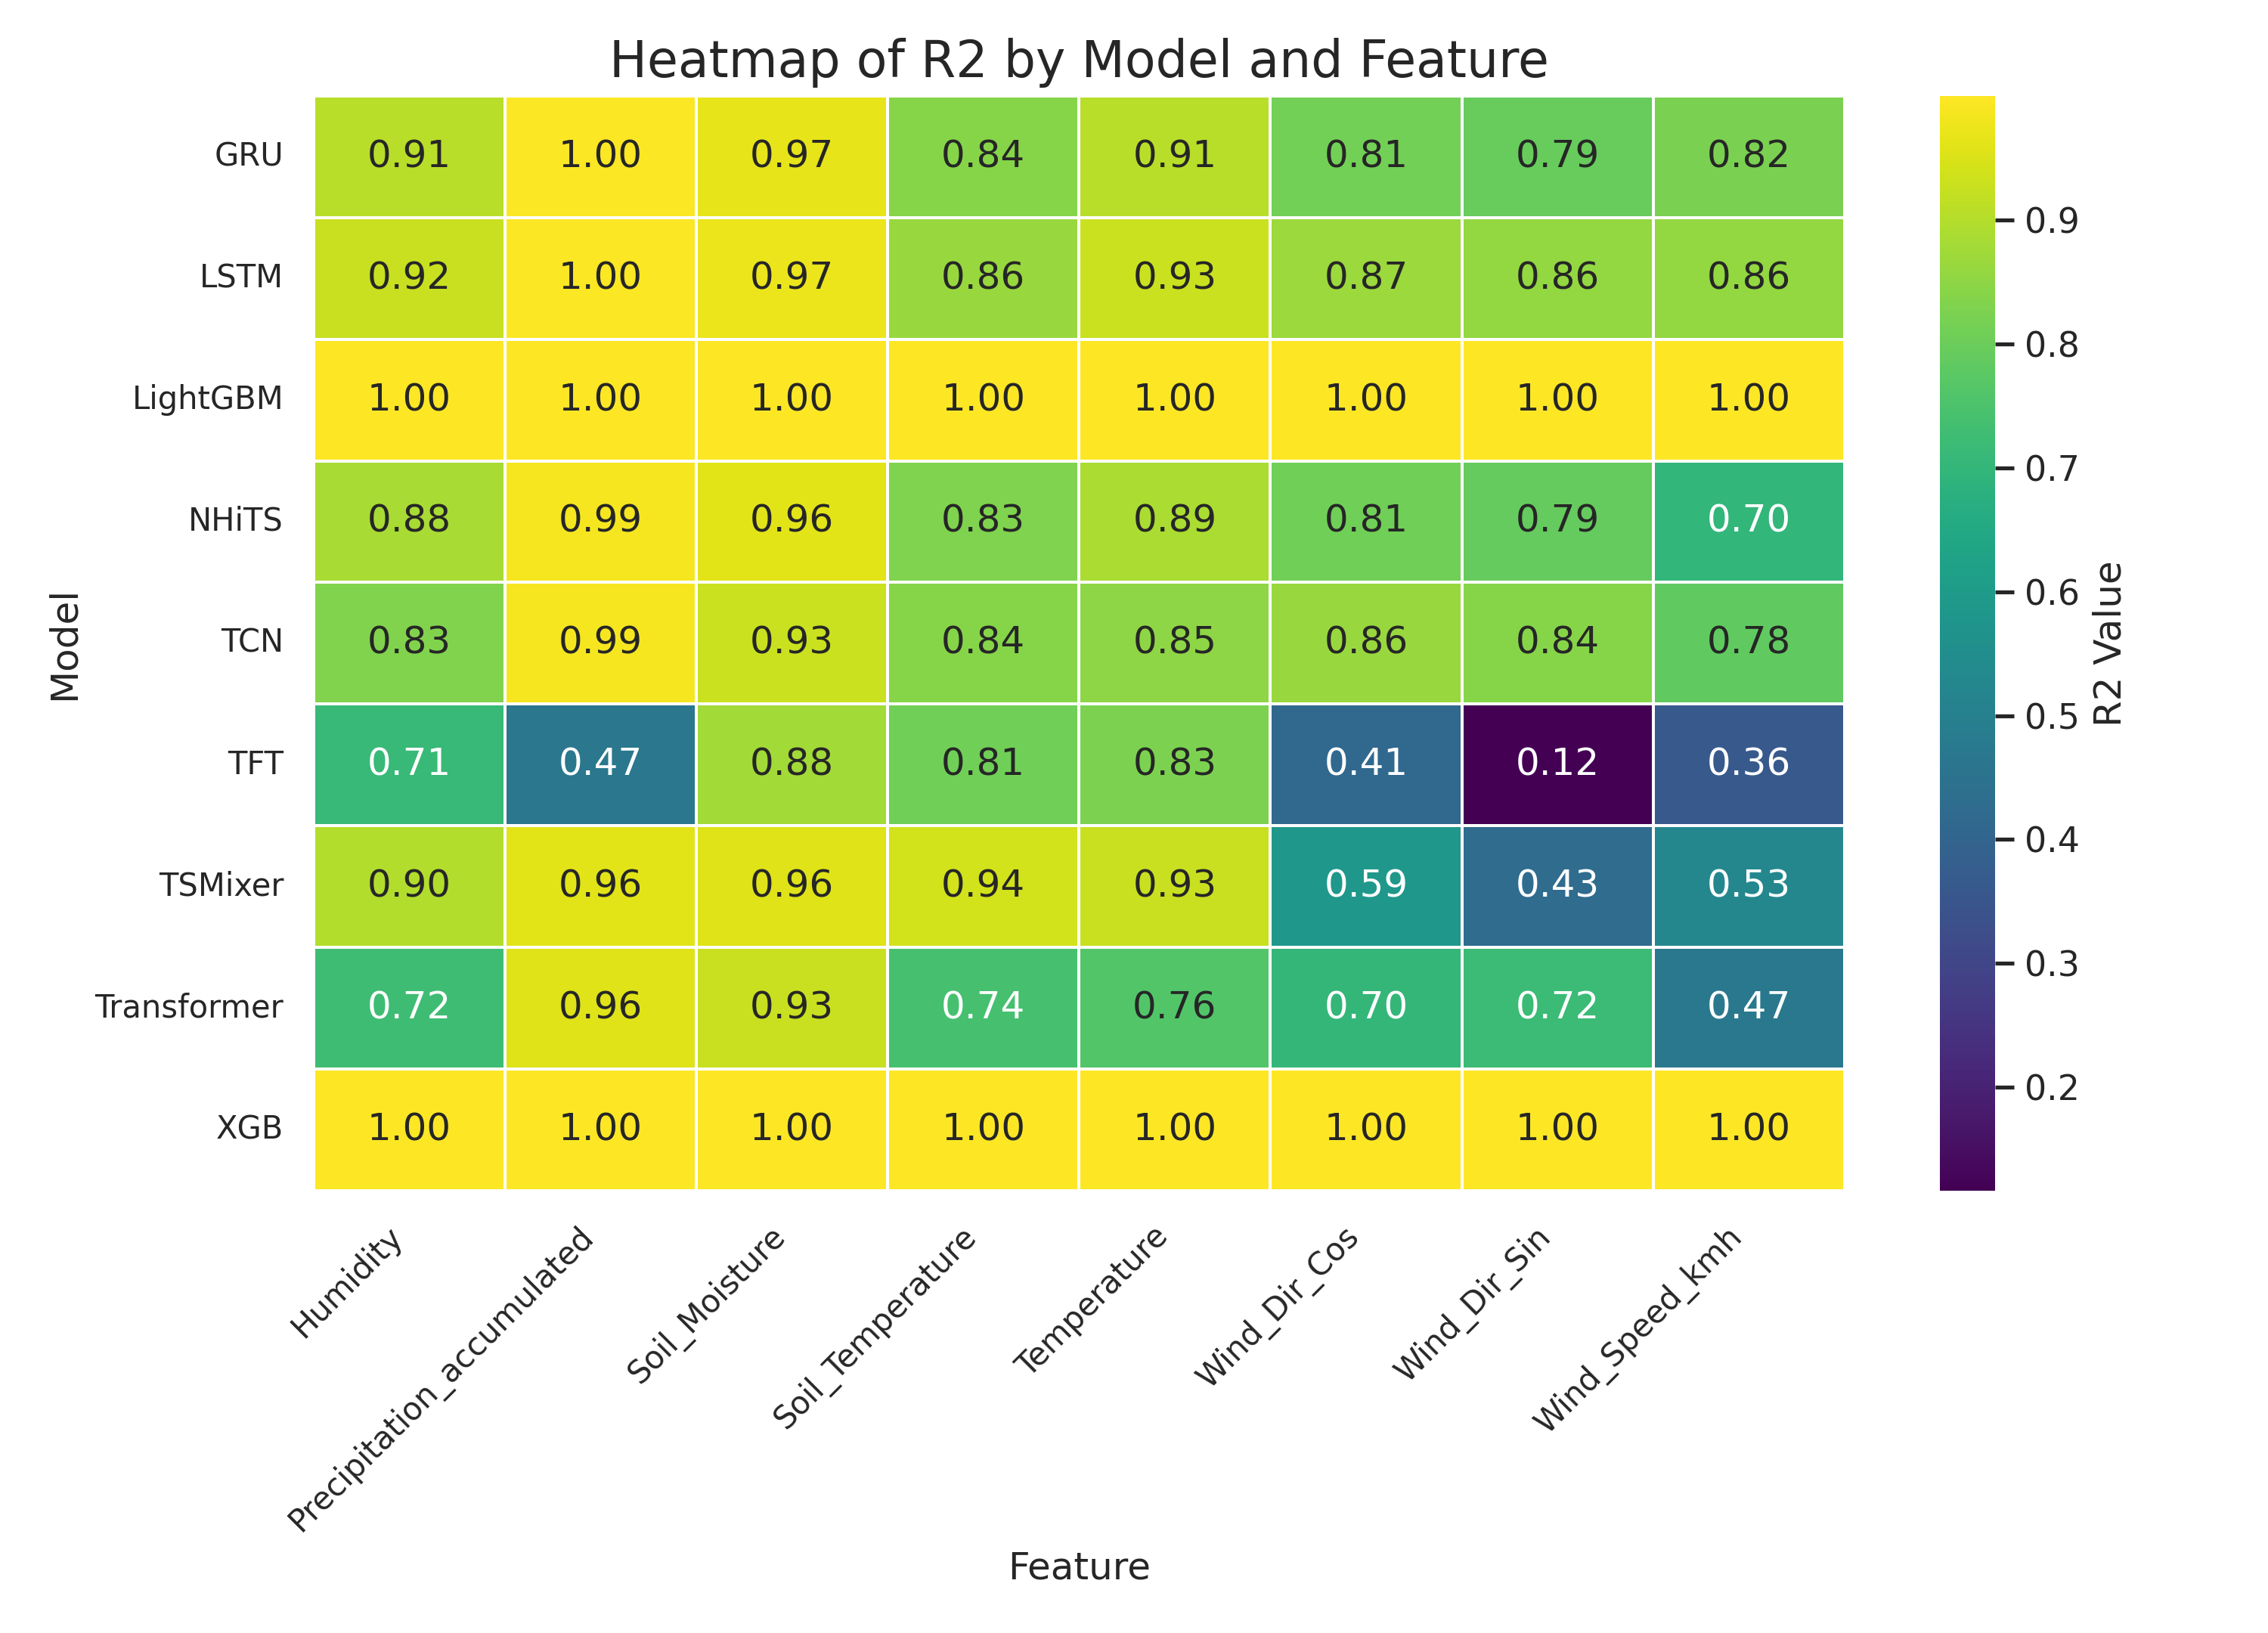 Heatmap of R2 by Model and Feature
GRU 0.91 1.00 0.97 0.84 0.91 0.81 0.79 0.82
LSTM 0.92 1.00 0.97 0.86 0.93 0.87 0.86 0.86
LightGBM 1.00 1.00 1.00 1.00 1.00 1.00 1.00 1.00
NHiTS 0.88 0.99 0.96 0.83 0.89 0.81 0.79 0.70
TCN 0.83 0.99 0.93 0.84 0.85 0.86 0.84 0.78
TFT 0.71 0.47 0.88 0.81 0.83 0.41 0.12 0.36
TSMixer 0.90 0.96 0.96 0.94 0.93 0.59 0.43 0.53
Transformer 0.72 0.96 0.93 0.74 0.76 0.70 0.72 0.47
XGB 1.00 1.00 1.00 1.00 1.00 1.00 1.00 1.00
Model
Humidity
Precipitation_accumulated
Soil_Moisture
Soil_Temperature
Temperature
Wind_Dir_Cos
Wind_Dir_Sin
Wind_Speed_kmh
Feature
0.9
0.8
0.7
0.6
0.5
0.4
0.3
0.2
R2 Value